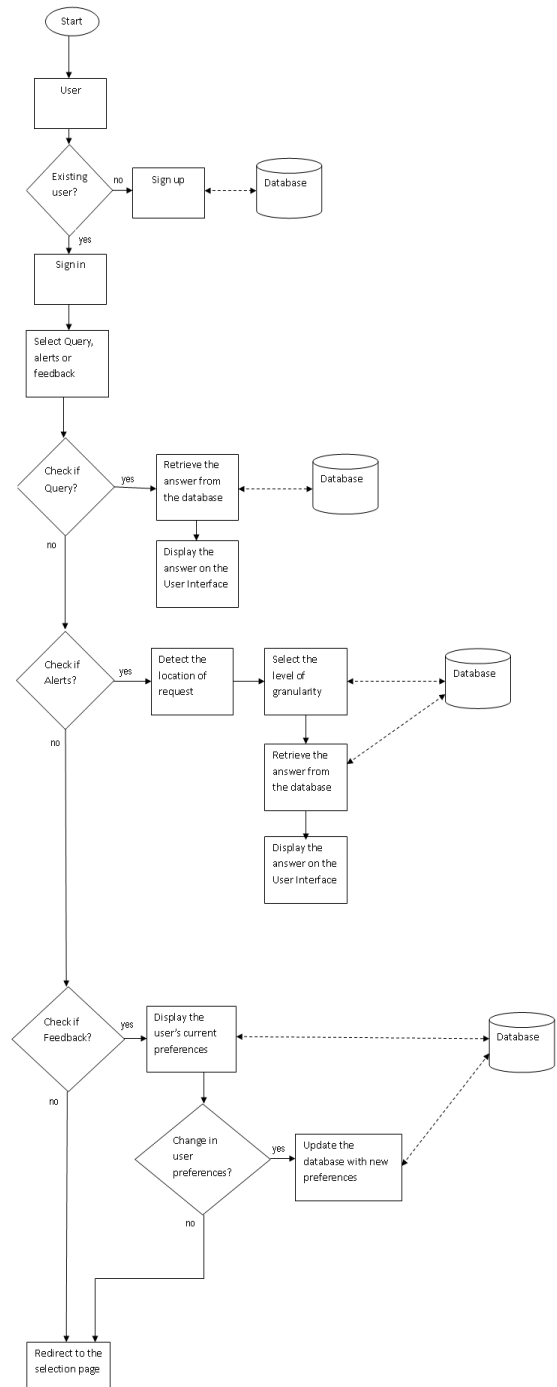 Start
User
Existing
user?
no
Sign up
Database
yes
Sign in
Select Query,
alerts or
feedback
Check if
Query?
yes
Retrieve the
answer from
the database
Database
no
Display the
answer on the
User Interface
Check if
Alerts?
yes
Detect the
location of
request
Select the
level of
granularity
Database
no
Retrieve the
answer from
the database
Display the
answer on the
User Interface
Check if
Feedback?
yes
Display the
user's current
preferences
Database
no
Change in
user
preferences?
yes
Update the
database with new
preferences
no
Redirect to the
selection page